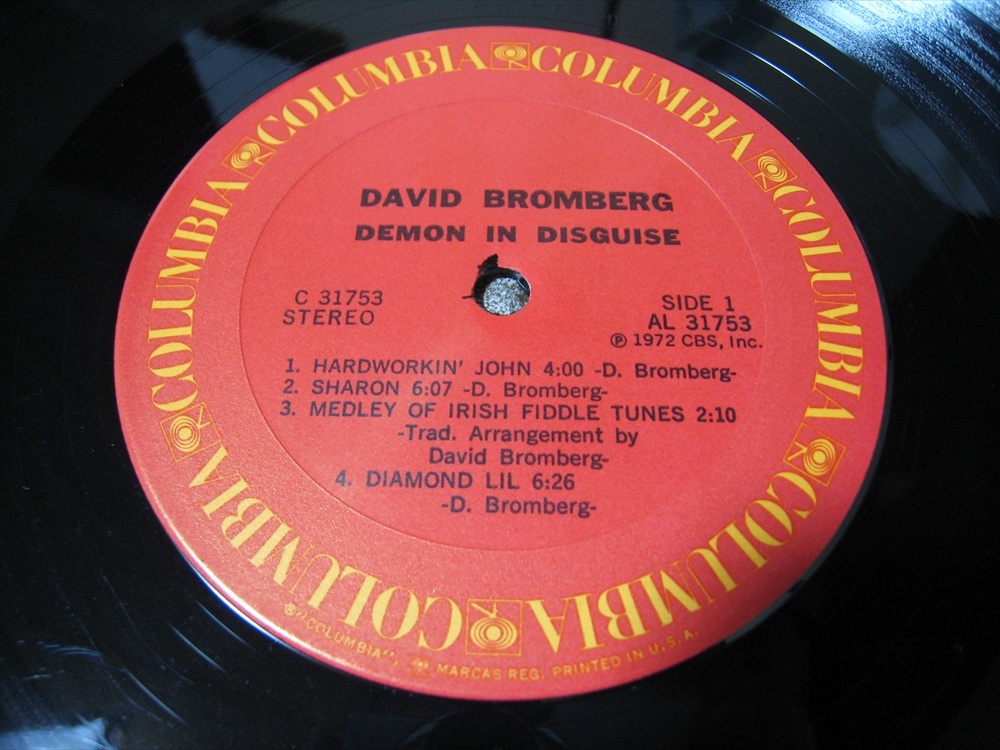 COLUMBIA COLUMBIA COLUMBIA COLUMBIA COLUMBIA COLUMBIA
DAVID BROMBERG
DEMON IN DISGUISE
C 31753
STEREO
SIDE 1
AL 31753
Ⓟ 1972 CBS, Inc.
1. HARDWORKIN' JOHN 4:00 -D. Bromberg-
2. SHARON 6:07 -D. Bromberg-
3. MEDLEY OF IRISH FIDDLE TUNES 2:10
-Trad. Arrangement by
David Bromberg-
4. DIAMOND LIL 6:26
-D. Bromberg-
COLUMBIA COLUMBIA
® "COLUMBIA", MARCAS REG. PRINTED IN U.S.A.